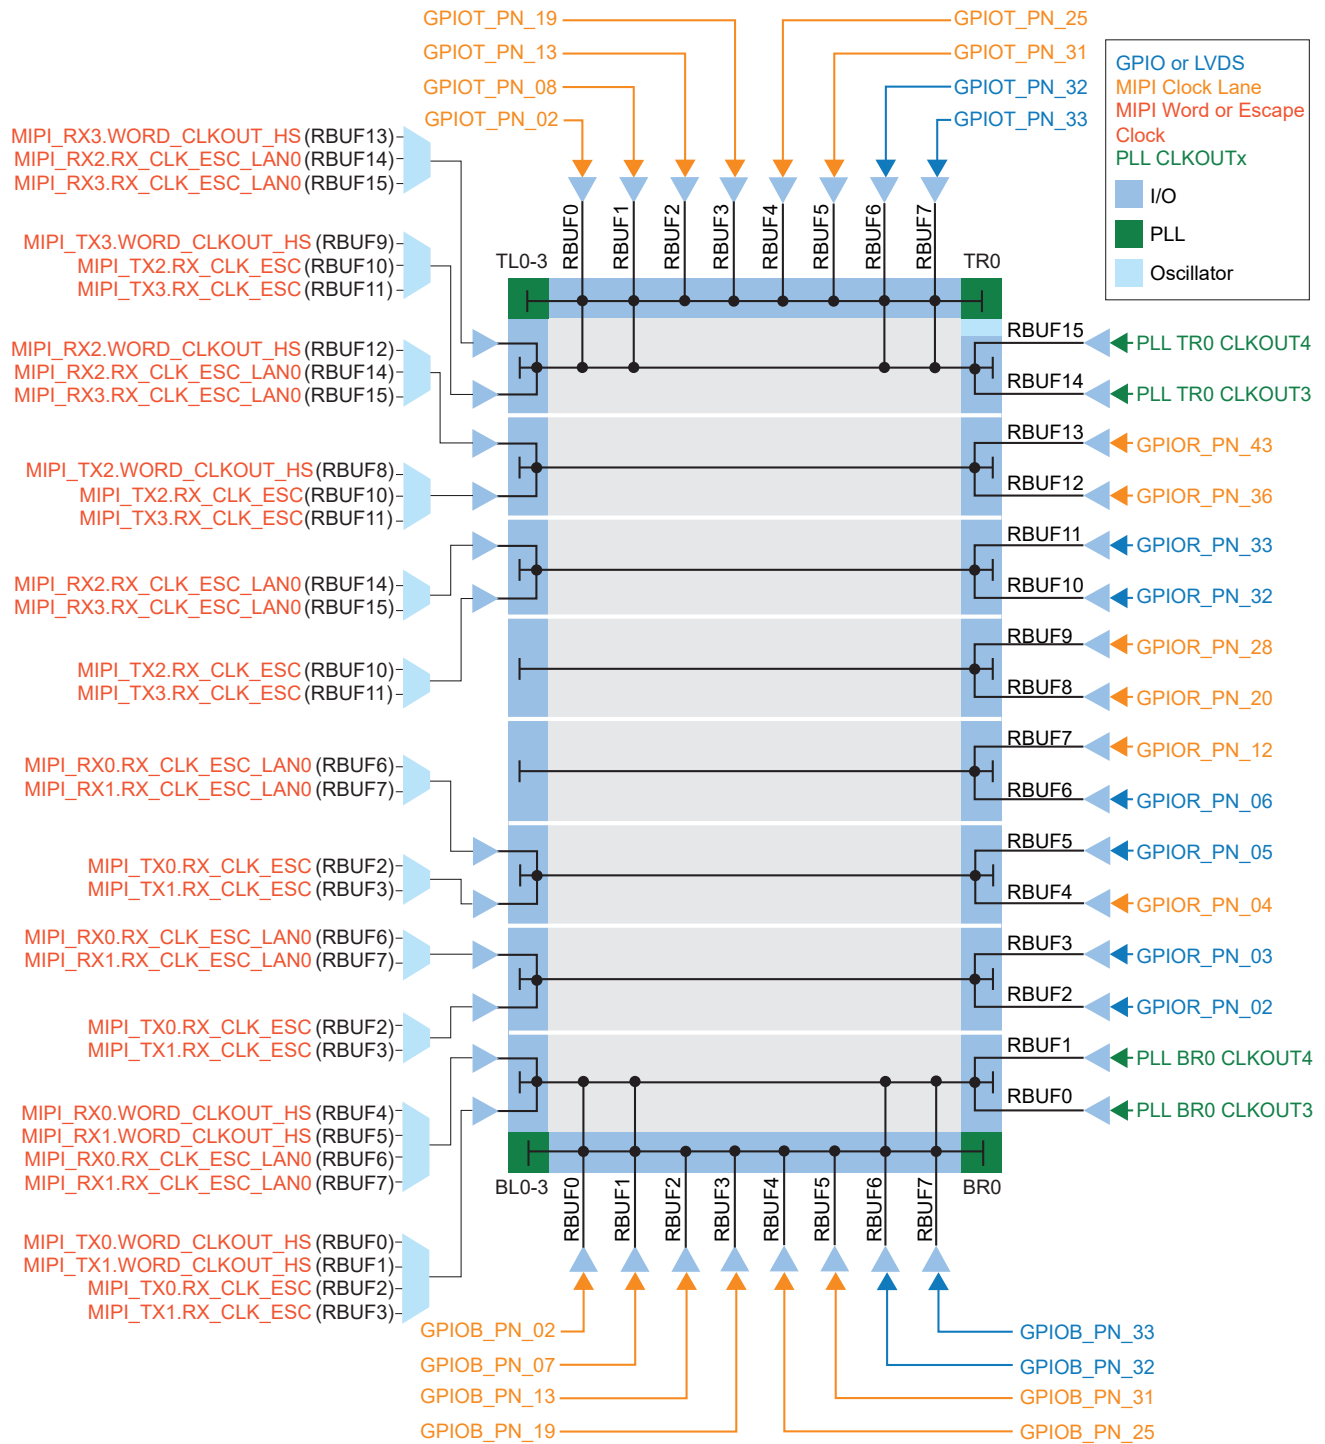 GPIOT_PN_19
GPIOT_PN_13
GPIOT_PN_08
GPIOT_PN_02
GPIOT_PN_25
GPIOT_PN_31
GPIOT_PN_32
GPIOT_PN_33
GPIO or LVDS
MIPI Clock Lane
MIPI Word or Escape
Clock
PLL CLKOUTx
I/O
PLL
Oscillator
RBUF0
RBUF1
RBUF2
RBUF3
RBUF4
RBUF5
RBUF6
RBUF7
TL0-3
TR0
MIPI_RX3.WORD_CLKOUT_HS (RBUF13)
MIPI_RX2.RX_CLK_ESC_LAN0 (RBUF14)
MIPI_RX3.RX_CLK_ESC_LAN0 (RBUF15)
MIPI_TX3.WORD_CLKOUT_HS (RBUF9)
MIPI_TX2.RX_CLK_ESC (RBUF10)
MIPI_TX3.RX_CLK_ESC (RBUF11)
MIPI_RX2.WORD_CLKOUT_HS (RBUF12)
MIPI_RX2.RX_CLK_ESC_LAN0 (RBUF14)
MIPI_RX3.RX_CLK_ESC_LAN0 (RBUF15)
MIPI_TX2.WORD_CLKOUT_HS (RBUF8)
MIPI_TX2.RX_CLK_ESC (RBUF10)
MIPI_TX3.RX_CLK_ESC (RBUF11)
MIPI_RX2.RX_CLK_ESC_LAN0 (RBUF14)
MIPI_RX3.RX_CLK_ESC_LAN0 (RBUF15)
MIPI_TX2.RX_CLK_ESC (RBUF10)
MIPI_TX3.RX_CLK_ESC (RBUF11)
MIPI_RX0.RX_CLK_ESC_LAN0 (RBUF6)
MIPI_RX1.RX_CLK_ESC_LAN0 (RBUF7)
MIPI_TX0.RX_CLK_ESC (RBUF2)
MIPI_TX1.RX_CLK_ESC (RBUF3)
MIPI_RX0.RX_CLK_ESC_LAN0 (RBUF6)
MIPI_RX1.RX_CLK_ESC_LAN0 (RBUF7)
MIPI_TX0.RX_CLK_ESC (RBUF2)
MIPI_TX1.RX_CLK_ESC (RBUF3)
MIPI_RX0.WORD_CLKOUT_HS (RBUF4)
MIPI_RX1.WORD_CLKOUT_HS (RBUF5)
MIPI_RX0.RX_CLK_ESC_LAN0 (RBUF6)
MIPI_RX1.RX_CLK_ESC_LAN0 (RBUF7)
MIPI_TX0.WORD_CLKOUT_HS (RBUF0)
MIPI_TX1.WORD_CLKOUT_HS (RBUF1)
MIPI_TX0.RX_CLK_ESC (RBUF2)
MIPI_TX1.RX_CLK_ESC (RBUF3)
RBUF15 PLL TR0 CLKOUT4
RBUF14 PLL TR0 CLKOUT3
RBUF13 GPIOR_PN_43
RBUF12 GPIOR_PN_36
RBUF11 GPIOR_PN_33
RBUF10 GPIOR_PN_32
RBUF9 GPIOR_PN_28
RBUF8 GPIOR_PN_20
RBUF7 GPIOR_PN_12
RBUF6 GPIOR_PN_06
RBUF5 GPIOR_PN_05
RBUF4 GPIOR_PN_04
RBUF3 GPIOR_PN_03
RBUF2 GPIOR_PN_02
RBUF1 PLL BR0 CLKOUT4
RBUF0 PLL BR0 CLKOUT3
BL0-3
BR0
RBUF0
RBUF1
RBUF2
RBUF3
RBUF4
RBUF5
RBUF6
RBUF7
GPIOB_PN_02
GPIOB_PN_07
GPIOB_PN_13
GPIOB_PN_19
GPIOB_PN_33
GPIOB_PN_32
GPIOB_PN_31
GPIOB_PN_25